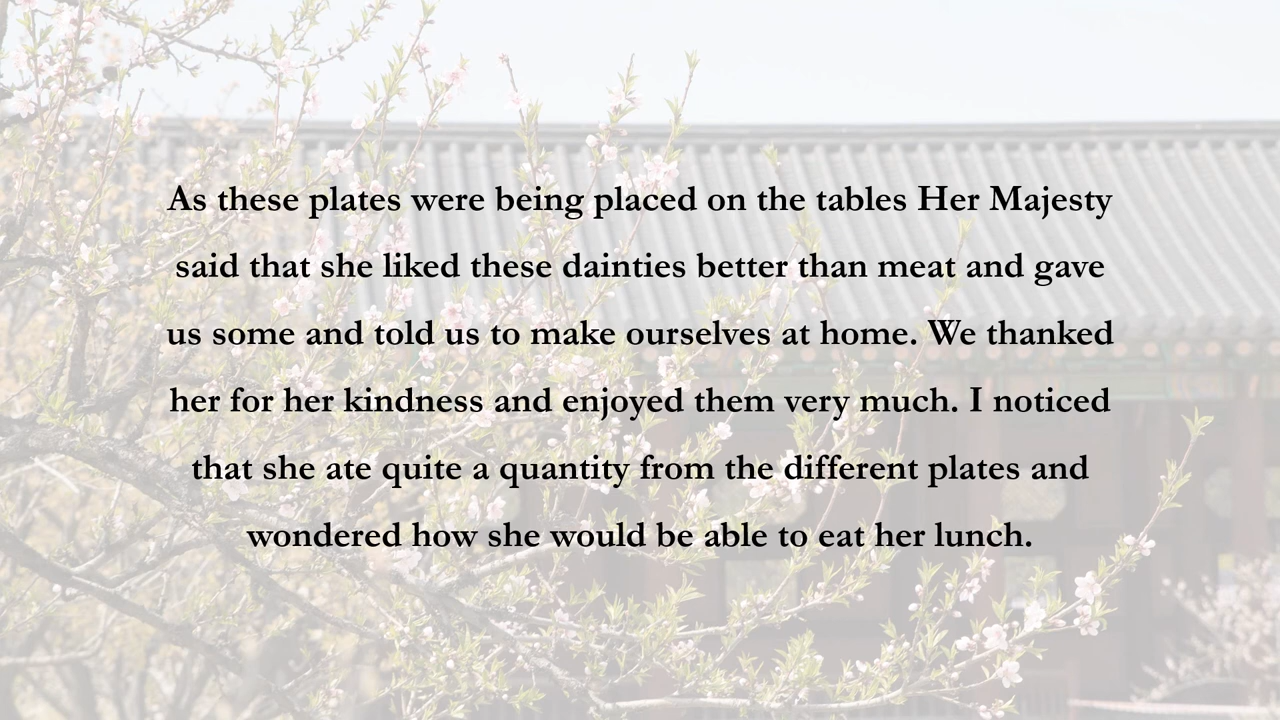 As these plates were being placed on the tables Her Majesty
said that she liked these dainties better than meat and gave
us some and told us to make ourselves at home. We thanked
her for her kindness and enjoyed them very much. I noticed
that she ate quite a quantity from the different plates and
wondered how she would be able to eat her lunch.